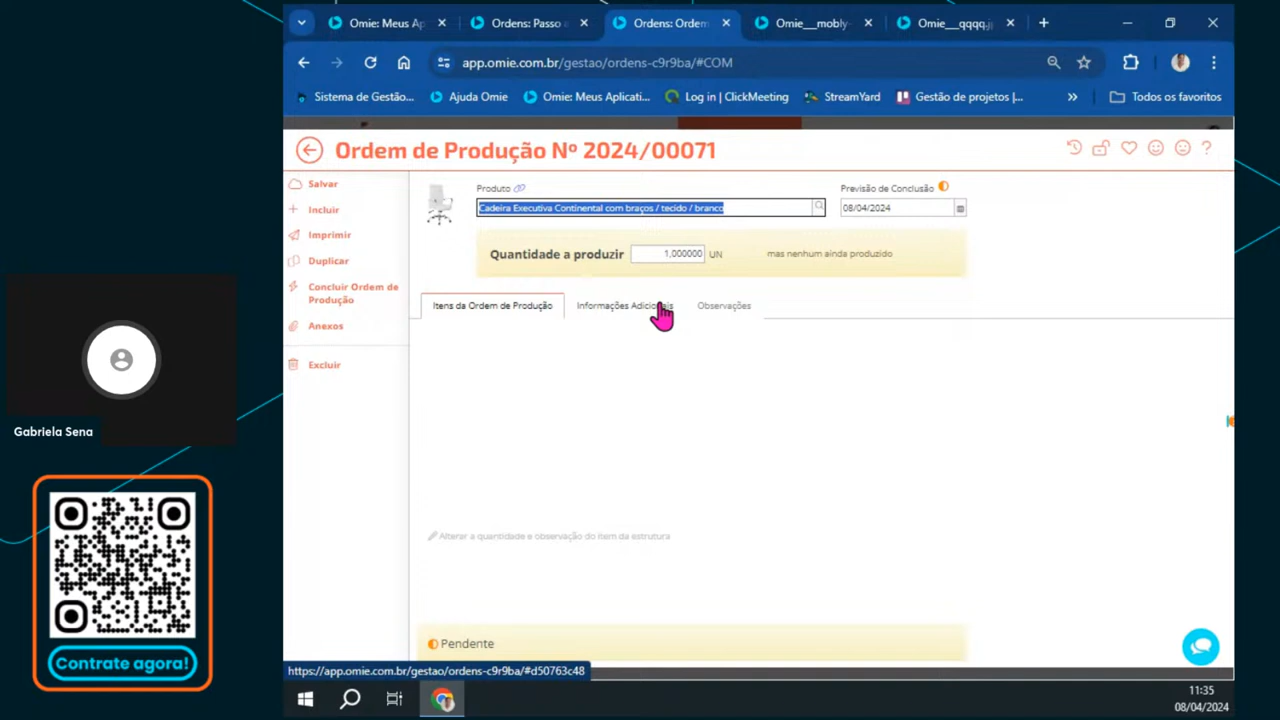 Omie: Meus Ap
Ordens: Passo
Ordens: Ordem
Omie__mobly-
Omie__qqqq.j
app.omie.com.br/gestao/ordens-c9r9ba/#COM
Sistema de Gestão...
Ajuda Omie
Omie: Meus Aplicati...
Log in | ClickMeeting
StreamYard
Gestão de projetos |...
»
Todos os favoritos
Ordem de Produção Nº 2024/00071
Salvar
Incluir
Imprimir
Duplicar
Concluir Ordem de
Produção
Anexos
Excluir
Produto
Previsão de Conclusão
Cadeira Executiva Continental com braços / tecido / branco
08/04/2024
Quantidade a produzir 1,000000 UN mas nenhum ainda produzido
Itens da Ordem de Produção
Informações Adicionais
Observações
Alterar a quantidade e observação do item da estrutura
Pendente
https://app.omie.com.br/gestao/ordens-c9r9ba/#d50763c48
Gabriela Sena
Contrate agora!
11:35
08/04/2024